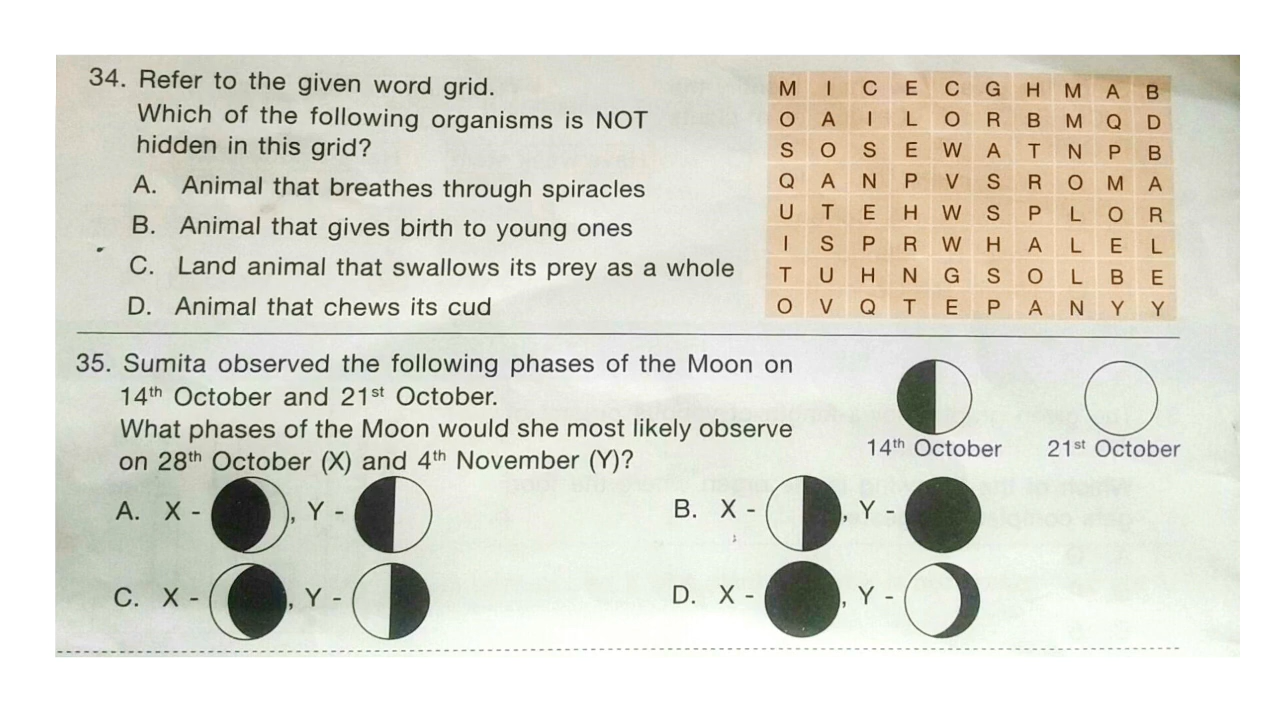 34. Refer to the given word grid.
Which of the following organisms is NOT
hidden in this grid?
A. Animal that breathes through spiracles
B. Animal that gives birth to young ones
C. Land animal that swallows its prey as a whole
D. Animal that chews its cud
M I C E C G H M A B
O A I L O R B M Q D
S O S E W A T N P B
Q A N P V S R O M A
U T E H W S P L O R
I S P R W H A L E L
T U H N G S O L B E
O V Q T E P A N Y Y
35. Sumita observed the following phases of the Moon on
14th October and 21st October.
What phases of the Moon would she most likely observe
on 28th October (X) and 4th November (Y)?
14th October 21st October
A. X - , Y -
B. X - , Y -
C. X - , Y -
D. X - , Y -